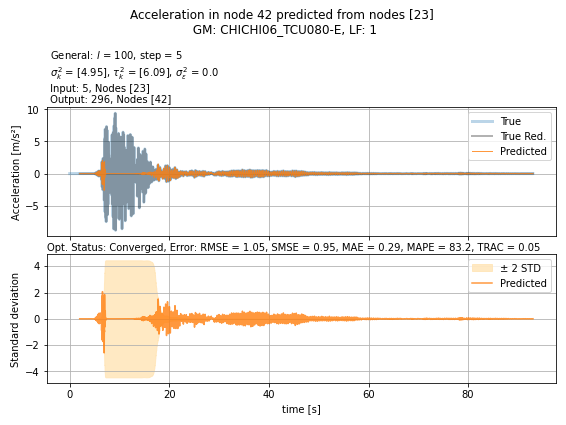 Acceleration in node 42 predicted from nodes [23]
GM: CHICHI06_TCU080-E, LF: 1
General: l = 100, step = 5
σ²ₖ = [4.95], τ²ₖ = [6.09], σ²ε = 0.0
Input: 5, Nodes [23]
Output: 296, Nodes [42]
10
5
0
−5
Acceleration [m/s²]
True
True Red.
Predicted
Opt. Status: Converged, Error: RMSE = 1.05, SMSE = 0.95, MAE = 0.29, MAPE = 83.2, TRAC = 0.05
4
2
0
−2
−4
Standard deviation
± 2 STD
Predicted
0 20 40 60 80
time [s]